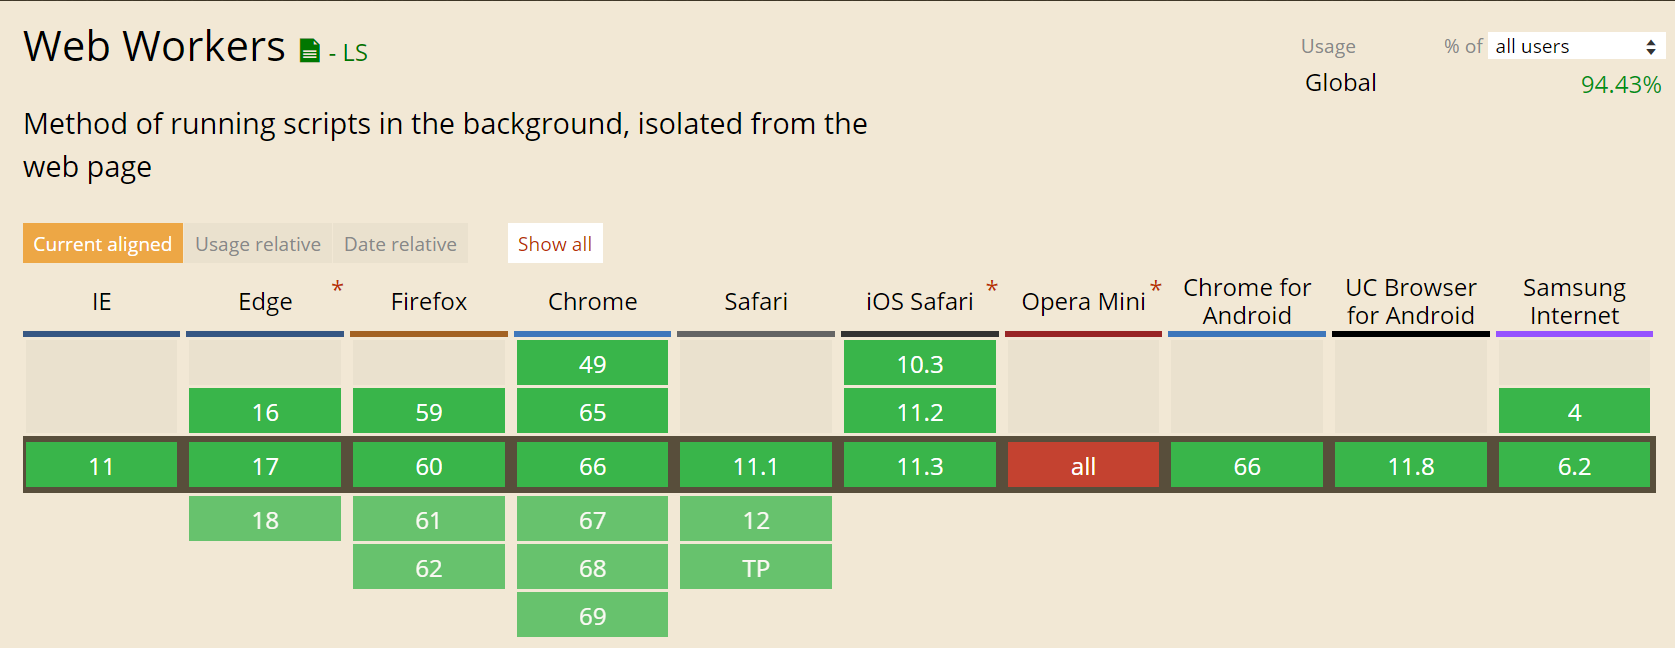 Web Workers - LS
Usage % of all users
Global 94.43%
Method of running scripts in the background, isolated from the
web page
Current aligned Usage relative Date relative Show all
IE Edge * Firefox Chrome Safari iOS Safari * Opera Mini * Chrome for Android UC Browser for Android Samsung Internet
49 10.3
16 59 65 11.2 4
11 17 60 66 11.1 11.3 all 66 11.8 6.2
18 61 67 12
62 68 TP
69